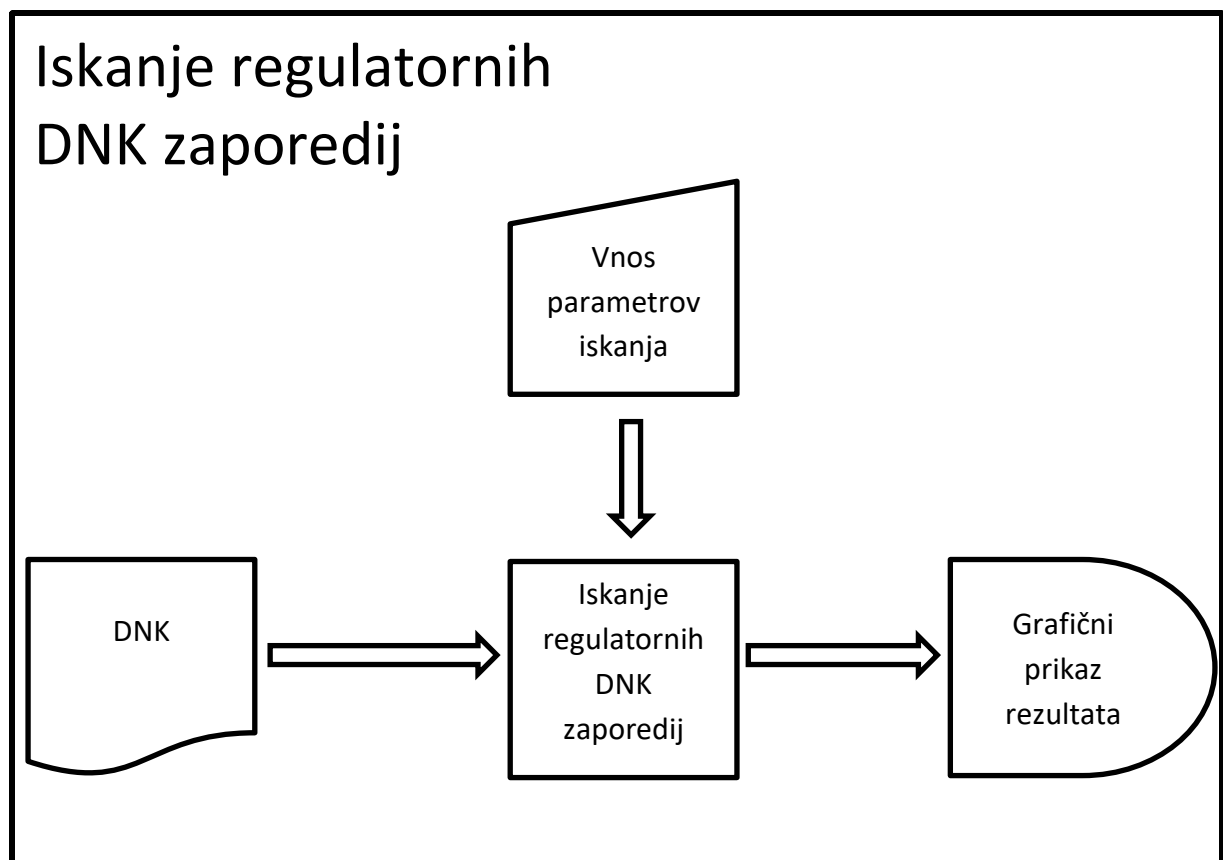 Iskanje regulatornih
DNK zaporedij
Vnos
parametrov
iskanja
DNK
Iskanje
regulatornih
DNK
zaporedij
Grafični
prikaz
rezultata